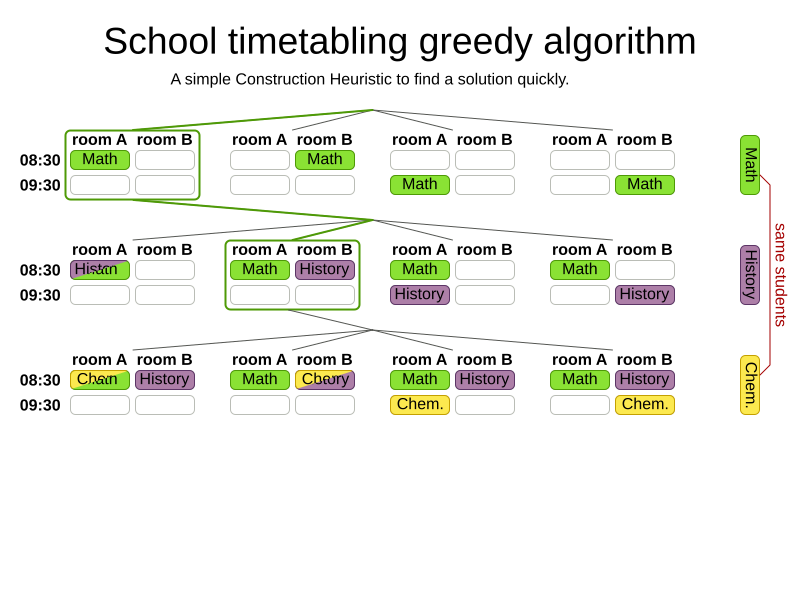 School timetabling greedy algorithm
A simple Construction Heuristic to find a solution quickly.
room A room B room A room B room A room B room A room B
08:30 Math Math
09:30 Math Math
Math
room A room B room A room B room A room B room A room B
08:30 Math History Math Math
09:30 History History
History
same students
room A room B room A room B room A room B room A room B
08:30 History Math Math History Math History
09:30 Chem. Chem.
Chem.